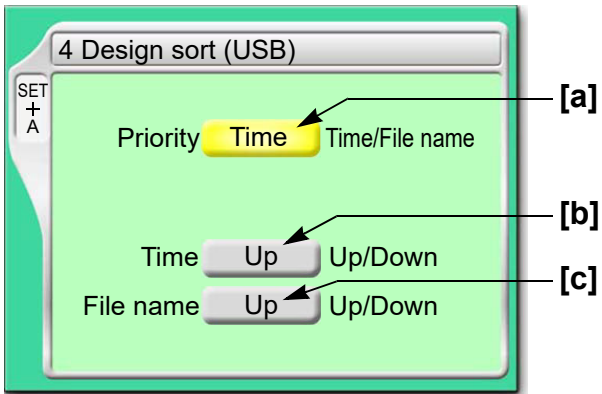 4 Design sort (USB)
SET
+
A
[a]
Priority Time Time/File name
[b]
Time Up Up/Down
[c]
File name Up Up/Down